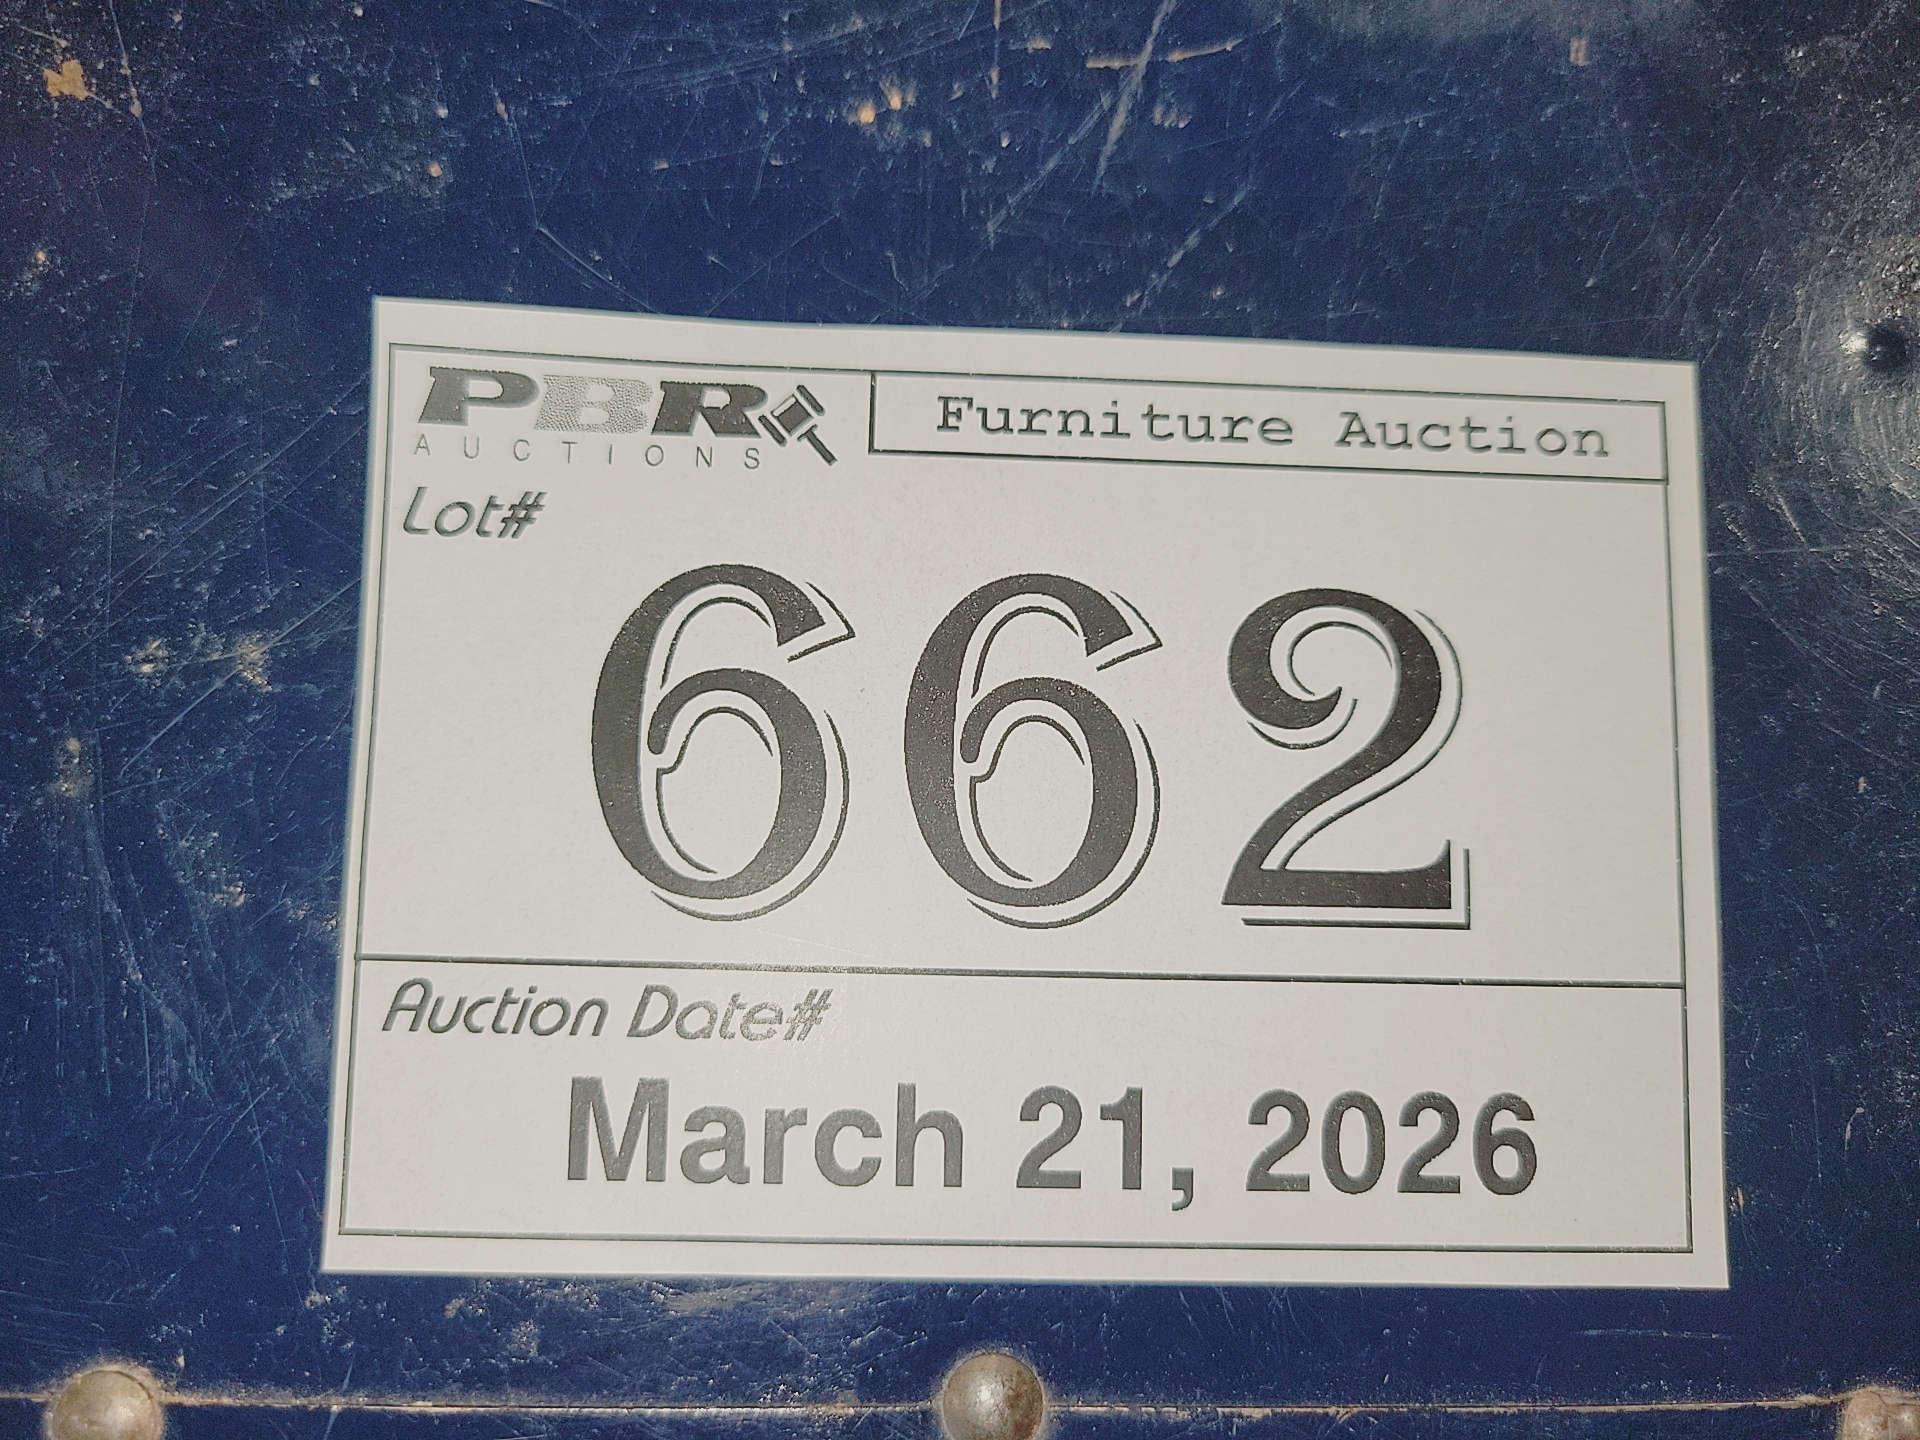 PBR
AUCTIONS
Furniture Auction
Lot#
662
Auction Date#
March 21, 2026